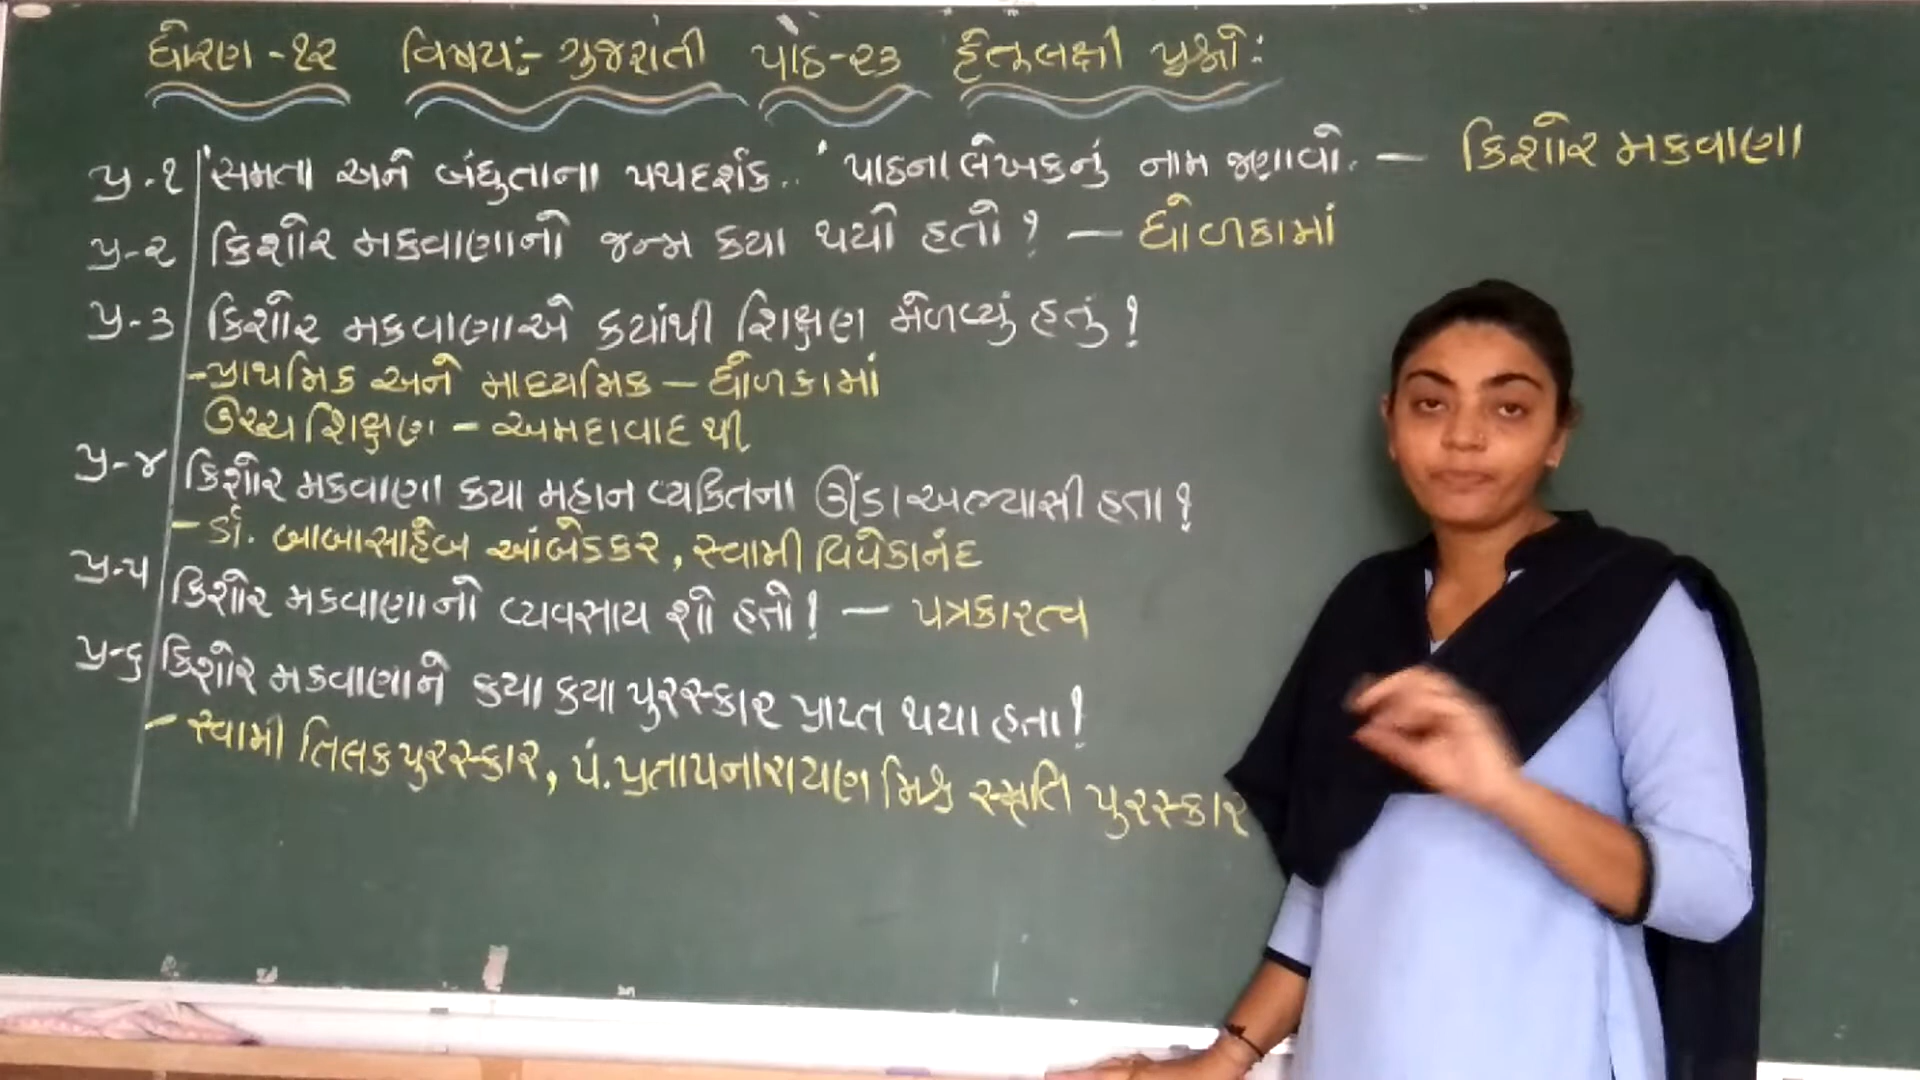 ધોરણ -૧૨ વિષયઃ- ગુજરાતી પાઠ-૨૩ હેતુલક્ષી પ્રશ્નો :
પ્ર.૧ 'સમતા અને બંધુતાના પથદર્શક..' પાઠના લેખકનું નામ જણાવો. — કિશોર મકવાણા
પ્ર-૨ કિશોર મકવાણાનો જન્મ કયા થયો હતો ? — ધોળકામાં
પ્ર-૩ કિશોર મકવાણાએ કયાંથી શિક્ષણ મેળવ્યું હતું ?
-પ્રાથમિક અને માધ્યમિક — ધોળકામાં
ઉચ્ચ શિક્ષણ - અમદાવાદ થી
પ્ર-૪ કિશોર મકવાણા કયા મહાન વ્યકિતના ઊંડા અભ્યાસી હતા ?
- ડૉ. બાબાસાહેબ આંબેડકર , સ્વામી વિવેકાનંદ
પ્ર-૫ કિશોર મકવાણાનો વ્યવસાય શો હતો ? — પત્રકારત્વ
પ્ર-૬ કિશોર મકવાણાને કયા કયા પુરસ્કાર પ્રાપ્ત થયા હતા ?
- સ્વામી તિલક પુરસ્કાર, પં. પ્રતાપનારાયણ મિશ્ર સ્મૃતિ પુરસ્કાર